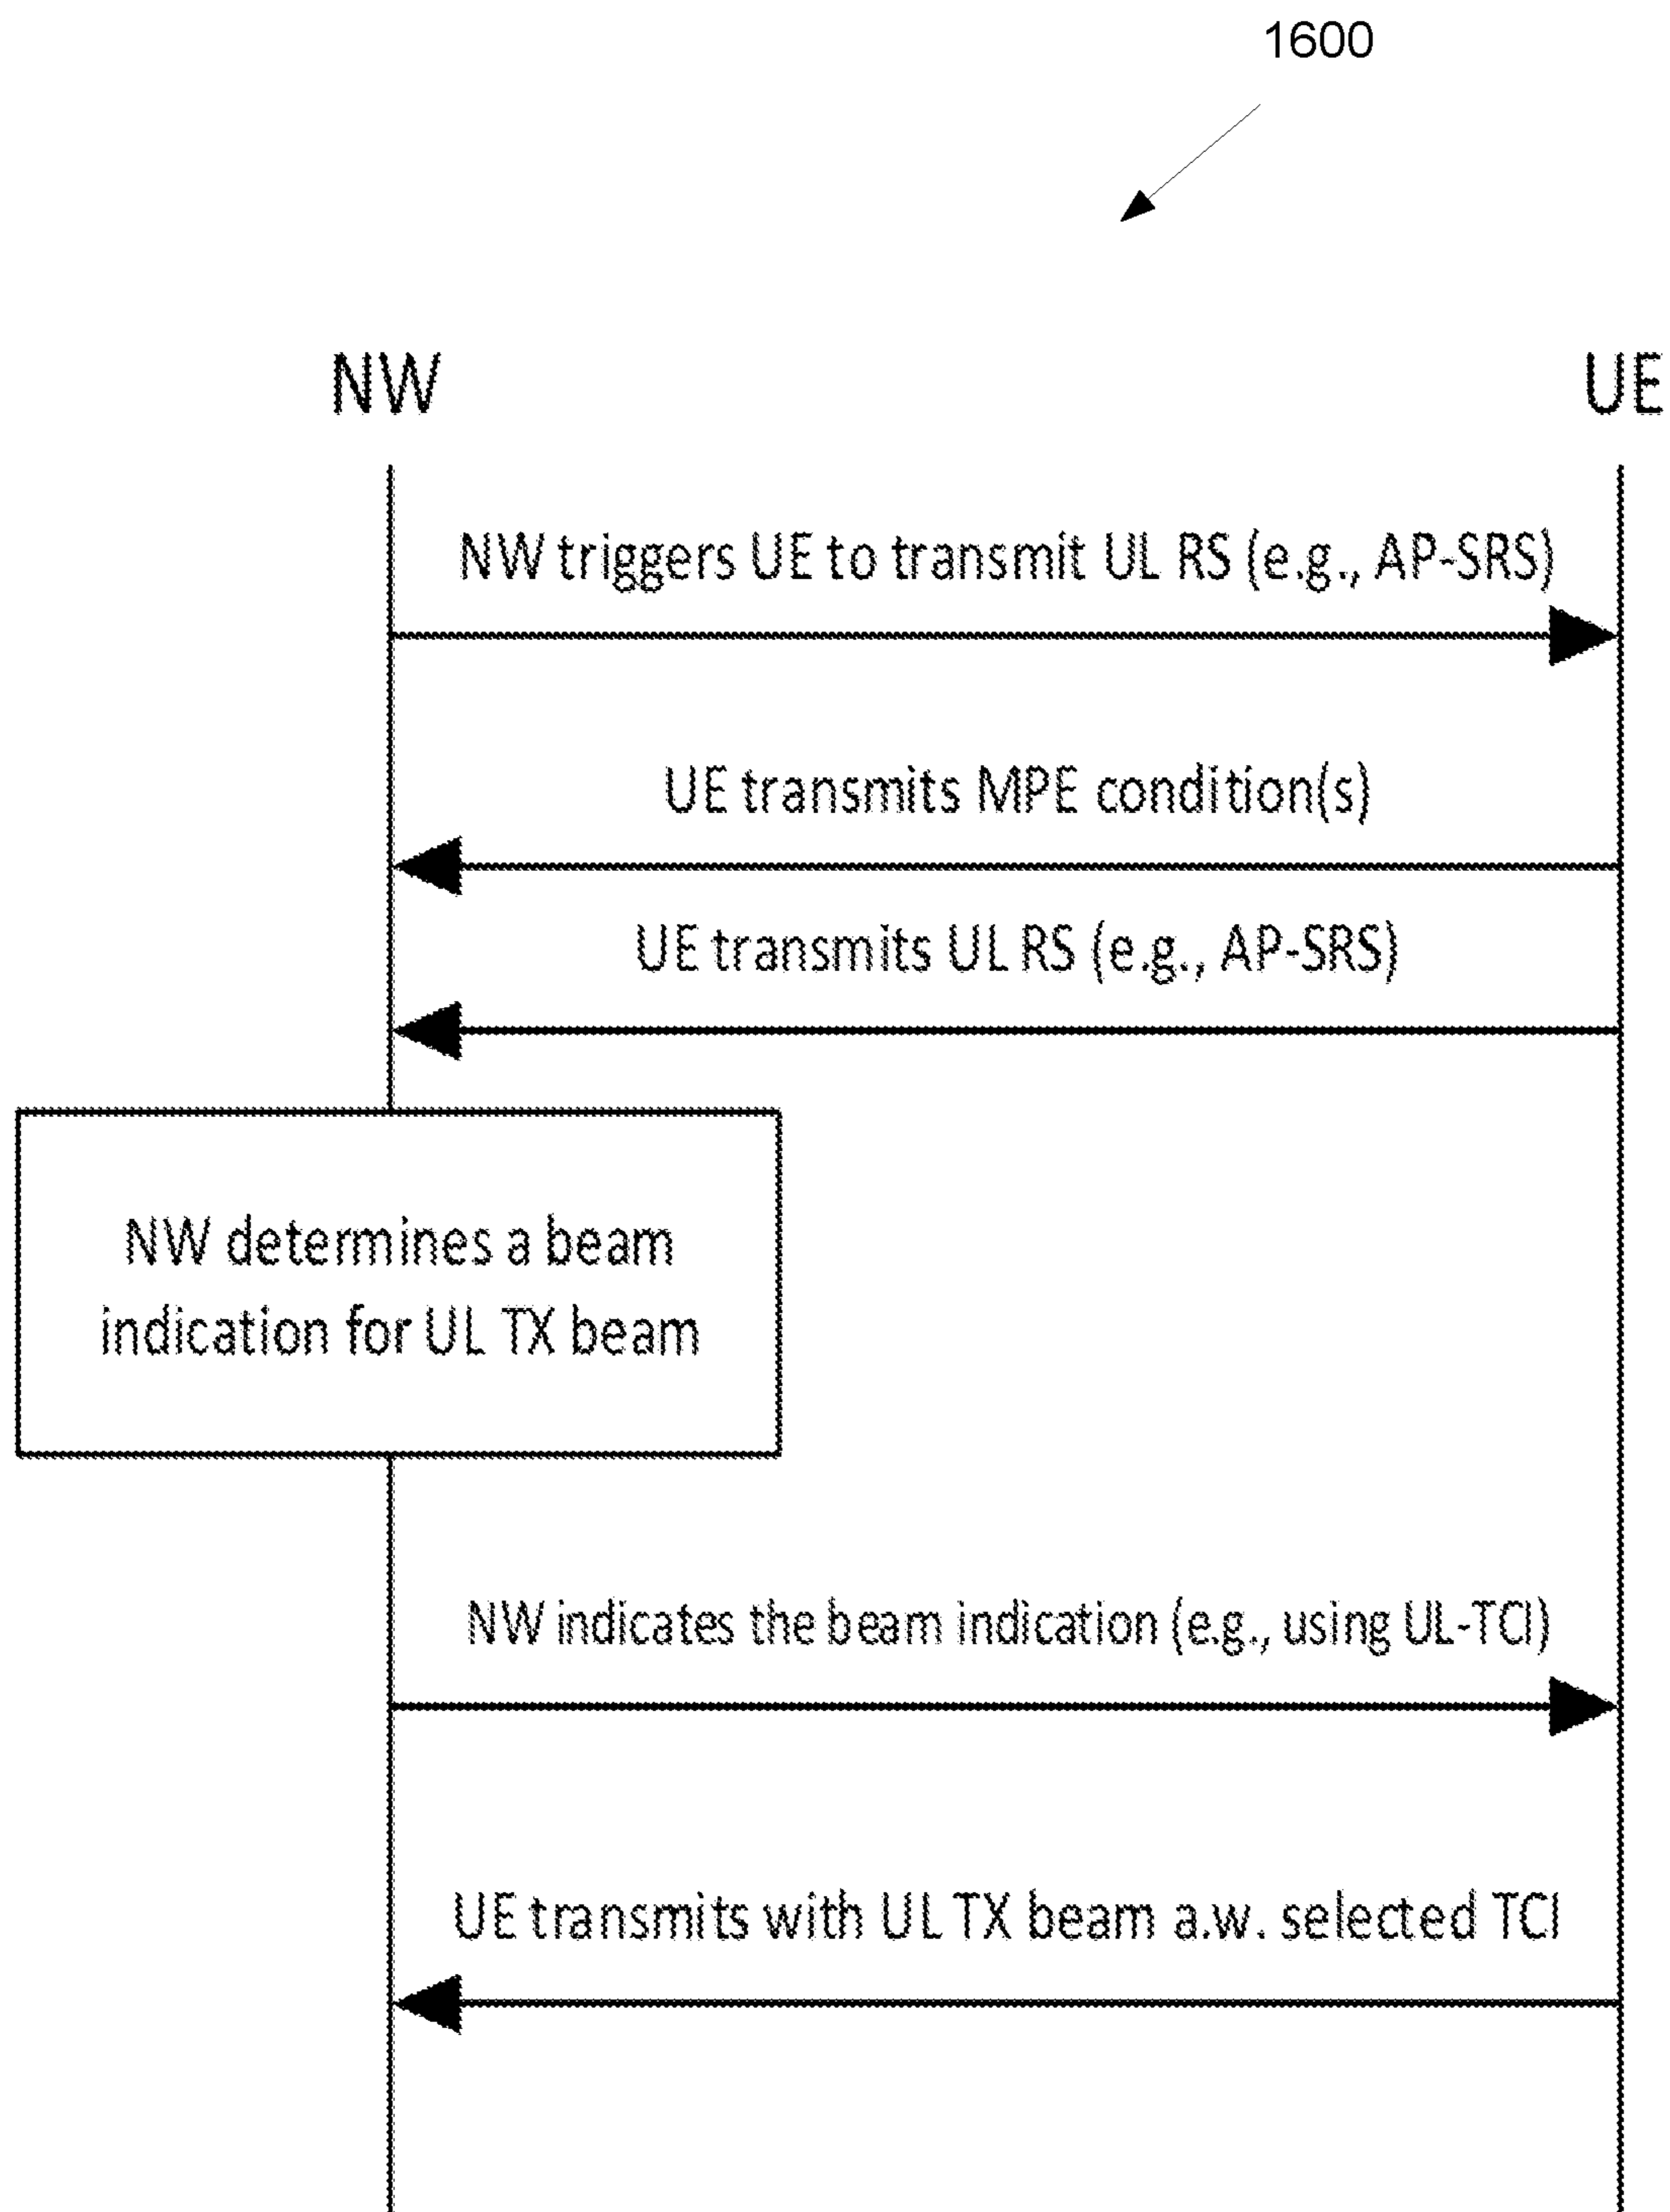 1600
NW
UE
NW triggers UE to transmit UL RS (e.g., AP-SRS)
UE transmits MPE condition(s)
UE transmits UL RS (e.g., AP-SRS)
NW determines a beam
indication for UL TX beam
NW indicates the beam indication (e.g., using UL-TCI)
UE transmits with UL TX beam a.w. selected TCI